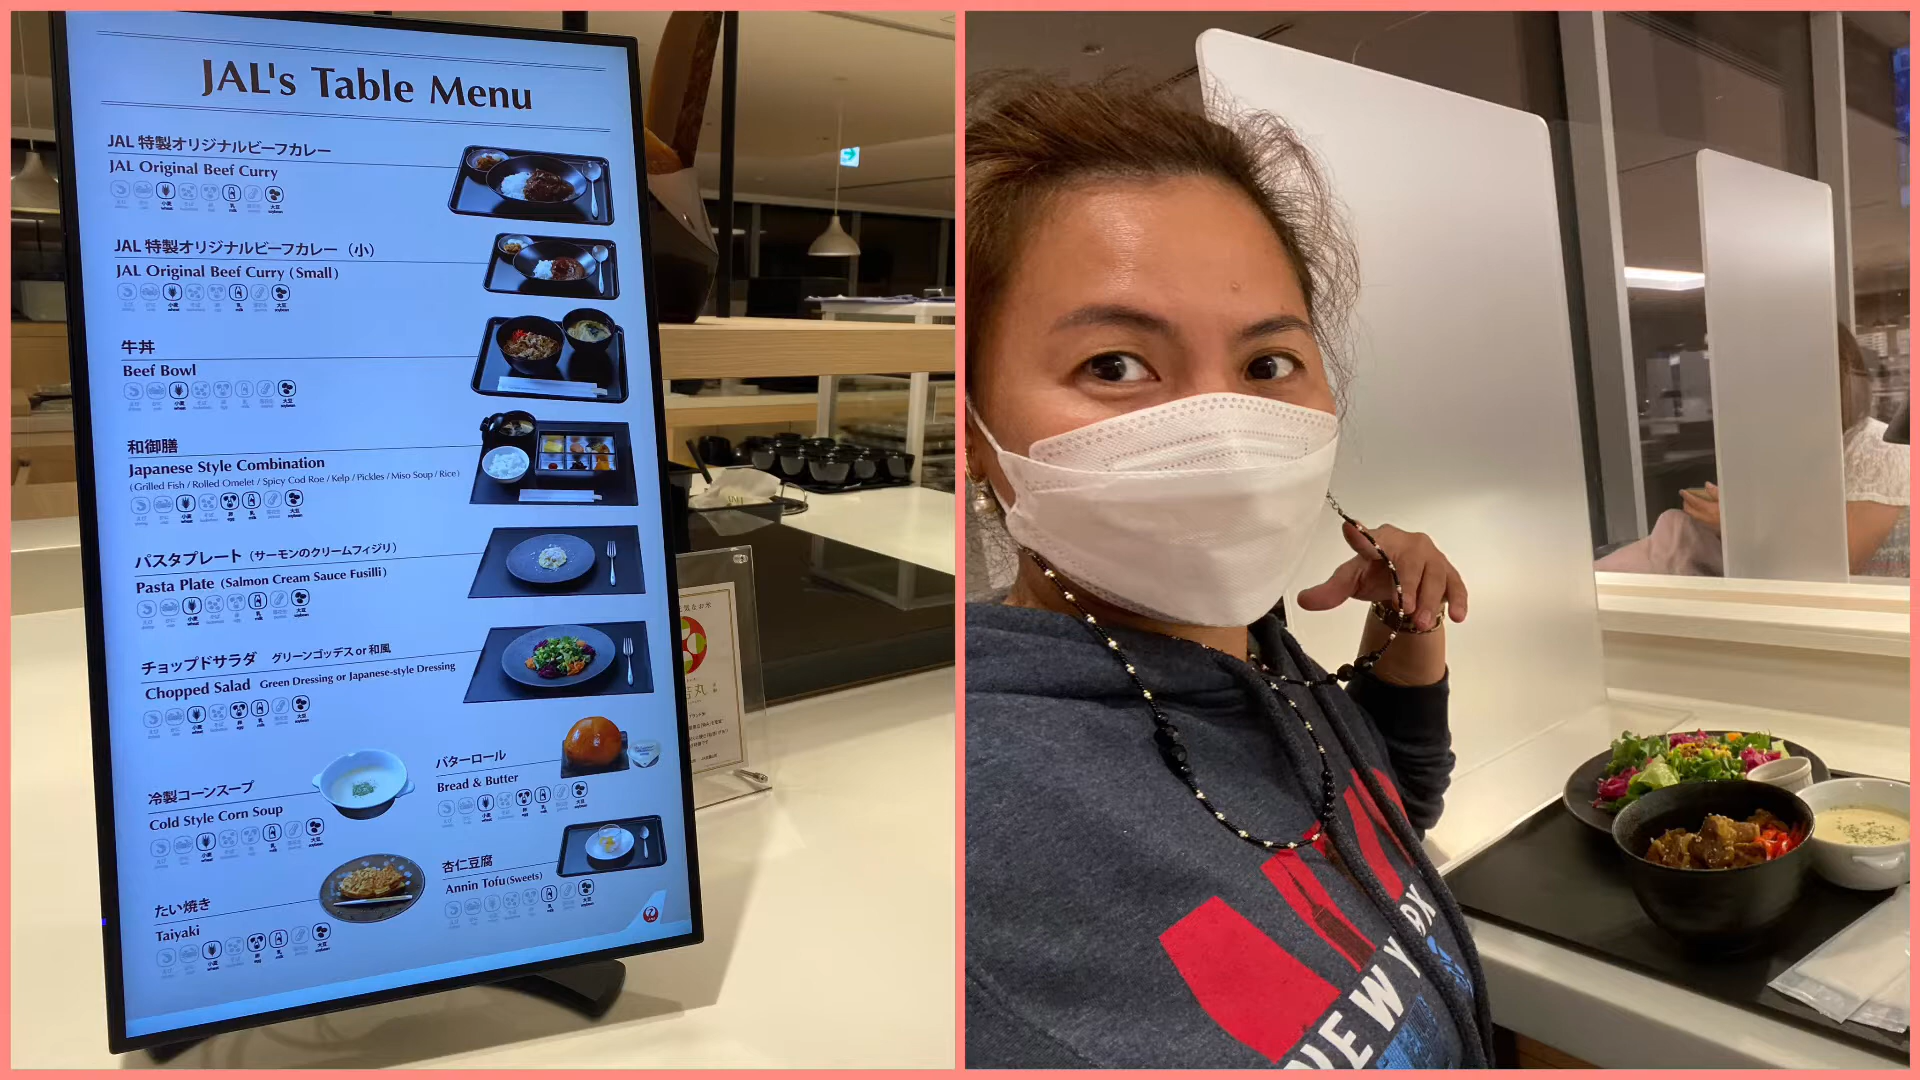 JAL's Table Menu
JAL 特製オリジナルビーフカレー
JAL Original Beef Curry
JAL 特製オリジナルビーフカレー（小）
JAL Original Beef Curry (Small)
牛丼
Beef Bowl
和御膳
Japanese Style Combination
(Grilled Fish / Rolled Omelet / Spicy Cod Roe / Kelp / Pickles / Miso Soup / Rice)
パスタプレート（サーモンのクリームフィジリ）
Pasta Plate (Salmon Cream Sauce Fusilli)
チョップドサラダ グリーンゴッデス or 和風
Chopped Salad Green Dressing or Japanese-style Dressing
冷製コーンスープ
Cold Style Corn Soup
バターロール
Bread & Butter
たい焼き
Taiyaki
杏仁豆腐
Annin Tofu (Sweets)
NEW Y